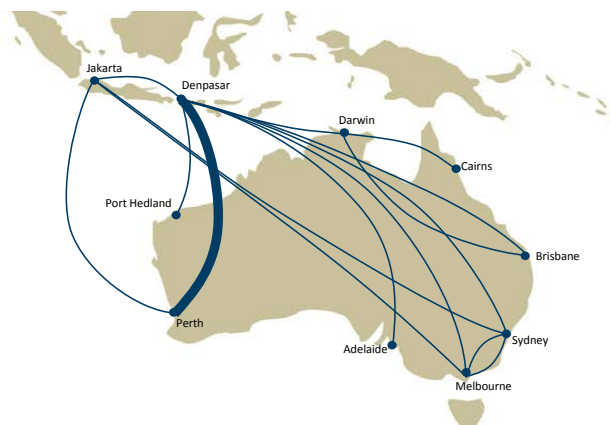 Jakarta
Denpasar
Darwin
Cairns
Port Hedland
Brisbane
Perth
Sydney
Adelaide
Melbourne